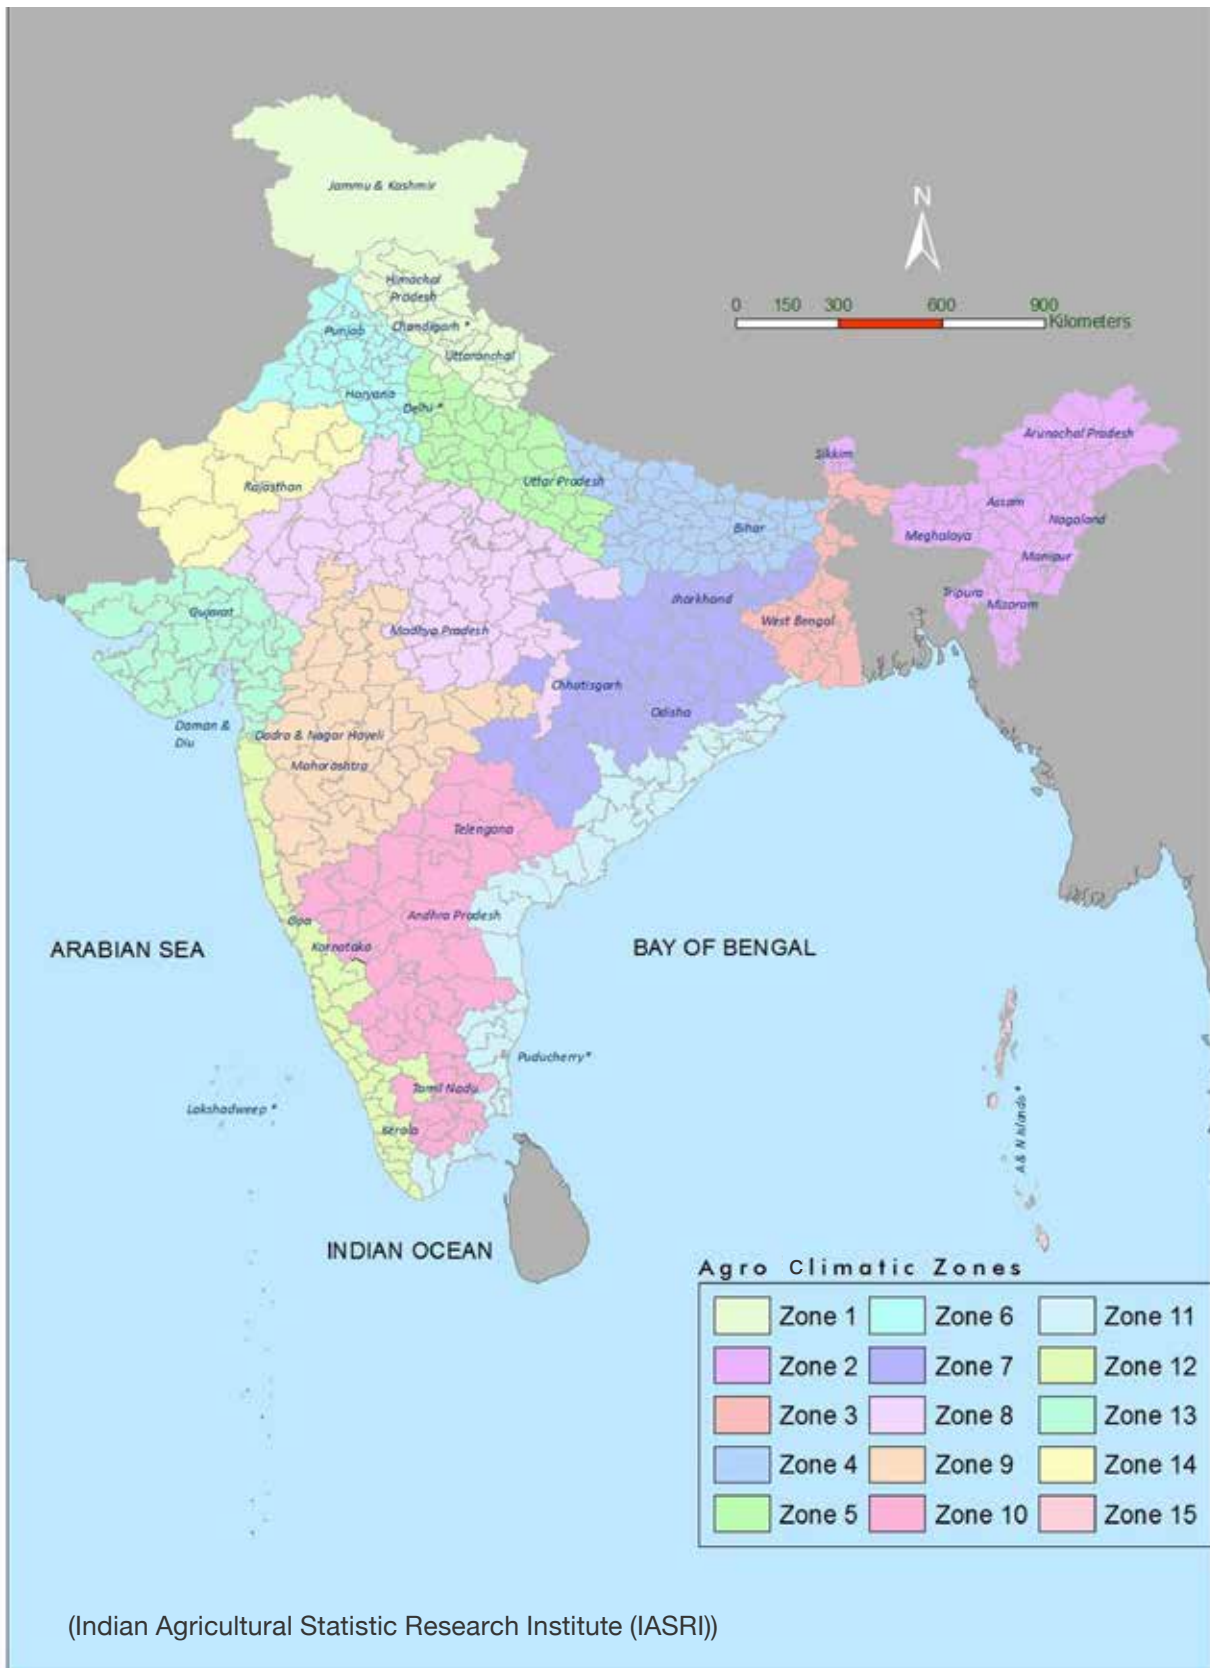 Jammu & Kashmir
N
Himachal
Pradesh
0 150 300 600 900
Kilometers
Chandigarh *
Punjab
Uttaranchal
Haryana
Delhi *
Arunachal Pradesh
Sikkim
Rajasthan
Uttar Pradesh
Assam
Nagaland
Bihar
Meghalaya
Manipur
Tripura
Mizoram
Jharkhand
Gujarat
West Bengal
Madhya Pradesh
Chhatisgarh
Odisha
Daman &
Diu
Dadra & Nagar Haveli
Maharashtra
Telengana
Andhra Pradesh
Goa
Karnataka
ARABIAN SEA
BAY OF BENGAL
Puducherry*
Tamil Nadu
Lakshadweep *
Kerala
A & N Islands *
INDIAN OCEAN
Agro Climatic Zones
Zone 1 Zone 6 Zone 11
Zone 2 Zone 7 Zone 12
Zone 3 Zone 8 Zone 13
Zone 4 Zone 9 Zone 14
Zone 5 Zone 10 Zone 15
(Indian Agricultural Statistic Research Institute (IASRI))